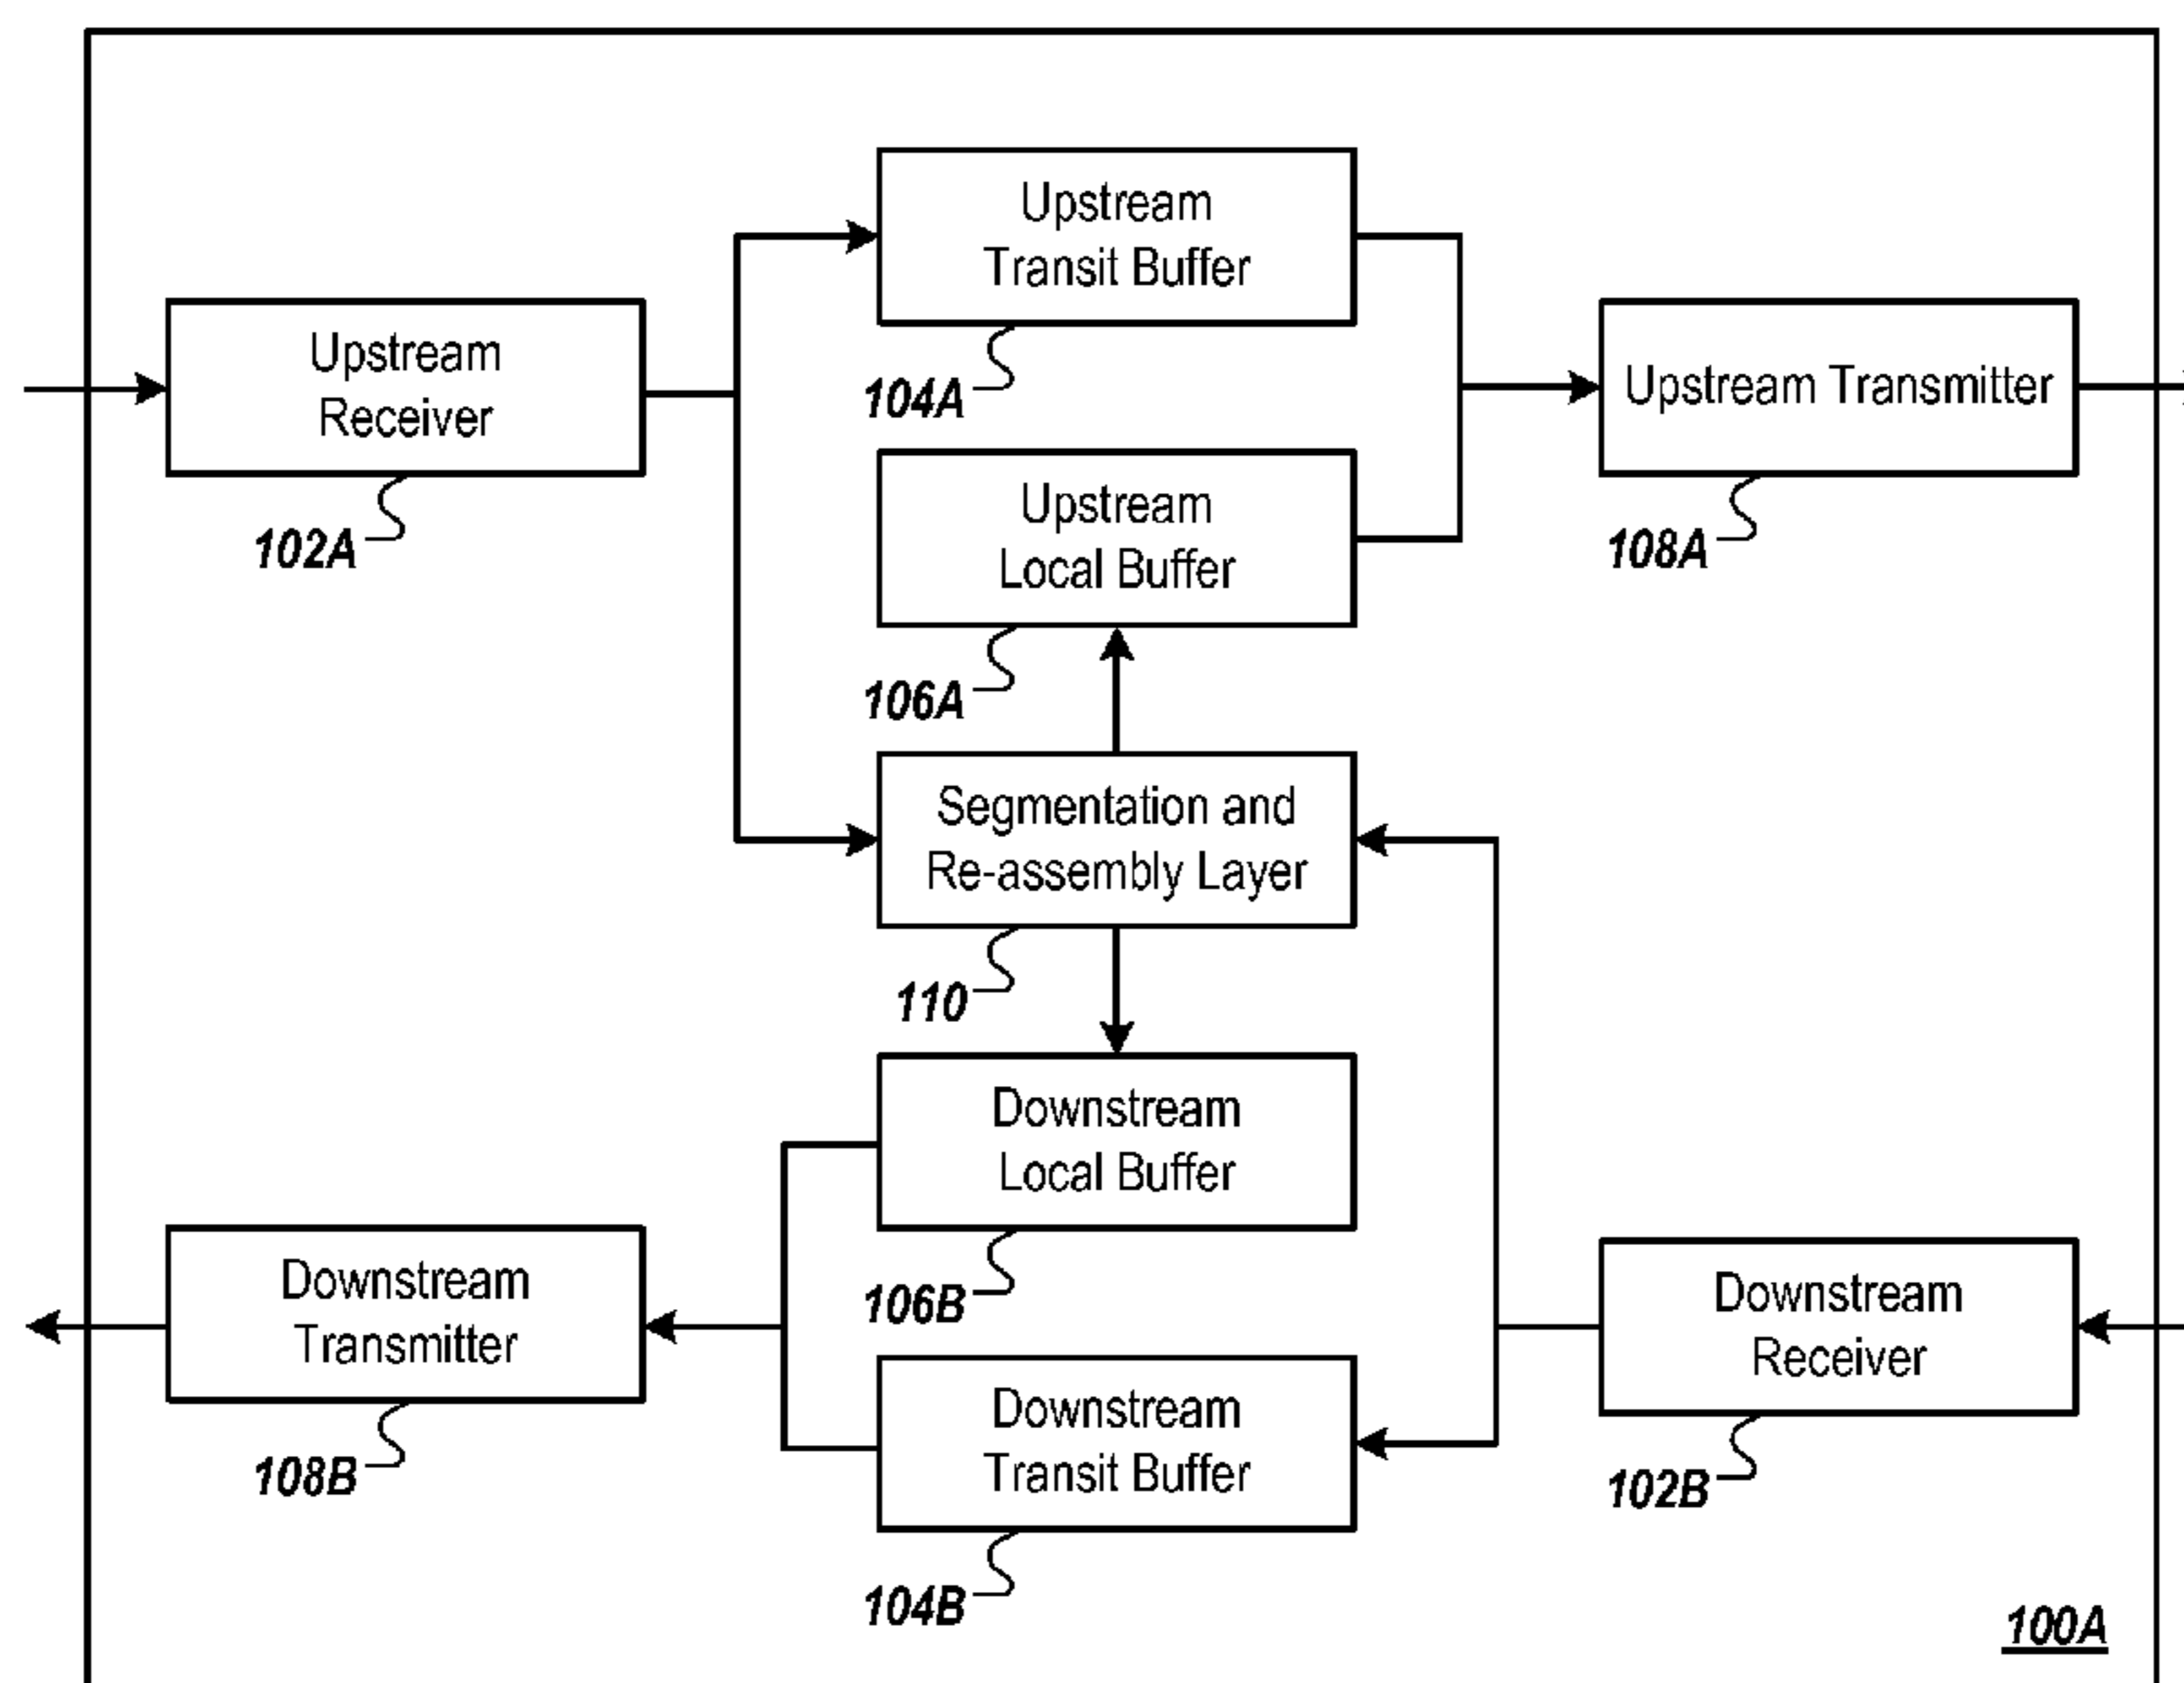 Upstream
Transit Buffer
104A
Upstream
Receiver
102A
Upstream Transmitter
108A
Upstream
Local Buffer
106A
Segmentation and
Re-assembly Layer
110
Downstream
Local Buffer
106B
Downstream
Transmitter
108B
Downstream
Receiver
102B
Downstream
Transit Buffer
104B
100A